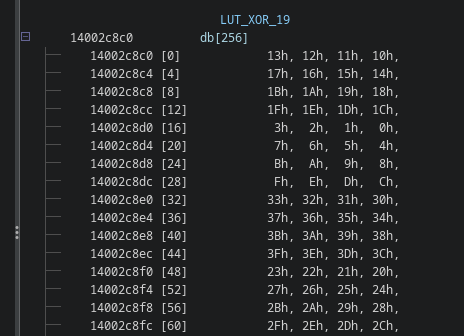 LUT_XOR_19
14002c8c0 db[256]
14002c8c0 [0] 13h, 12h, 11h, 10h,
14002c8c4 [4] 17h, 16h, 15h, 14h,
14002c8c8 [8] 1Bh, 1Ah, 19h, 18h,
14002c8cc [12] 1Fh, 1Eh, 1Dh, 1Ch,
14002c8d0 [16] 3h, 2h, 1h, 0h,
14002c8d4 [20] 7h, 6h, 5h, 4h,
14002c8d8 [24] Bh, Ah, 9h, 8h,
14002c8dc [28] Fh, Eh, Dh, Ch,
14002c8e0 [32] 33h, 32h, 31h, 30h,
14002c8e4 [36] 37h, 36h, 35h, 34h,
14002c8e8 [40] 3Bh, 3Ah, 39h, 38h,
14002c8ec [44] 3Fh, 3Eh, 3Dh, 3Ch,
14002c8f0 [48] 23h, 22h, 21h, 20h,
14002c8f4 [52] 27h, 26h, 25h, 24h,
14002c8f8 [56] 2Bh, 2Ah, 29h, 28h,
14002c8fc [60] 2Fh, 2Eh, 2Dh, 2Ch,